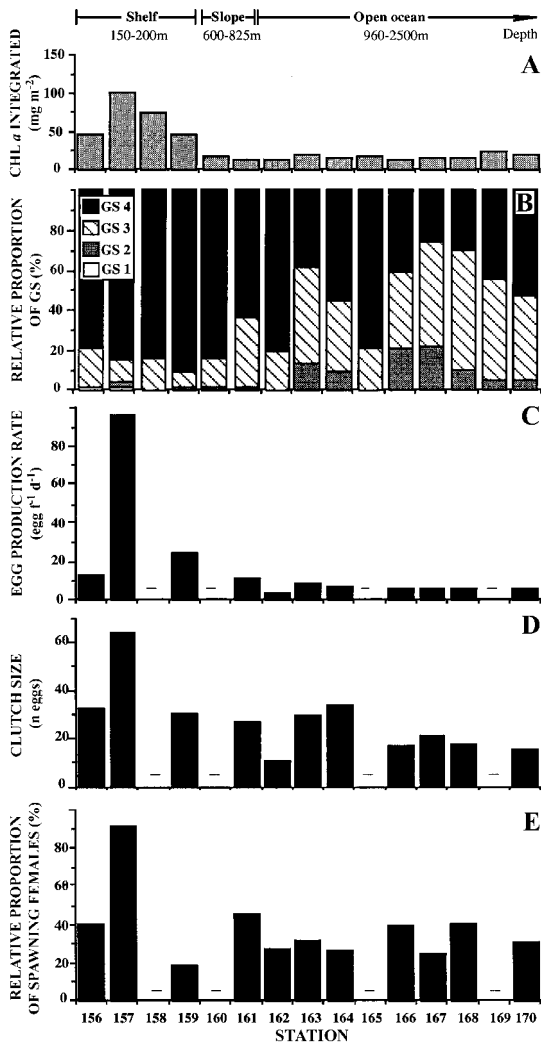 Shelf Slope Open ocean
150-200m 600-825m 960-2500m Depth
A
CHL a INTEGRATED
(mg m⁻²)
150
100
50
0
B
RELATIVE PROPORTION
OF GS (%)
80
60
40
20
0
GS 4
GS 3
GS 2
GS 1
C
EGG PRODUCTION RATE
(egg f⁻¹ d⁻¹)
80
60
40
20
0
D
CLUTCH SIZE
(n eggs)
60
40
20
0
E
RELATIVE PROPORTION
OF SPAWNING FEMALES (%)
80
60
40
20
0
156 157 158 159 160 161 162 163 164 165 166 167 168 169 170
STATION